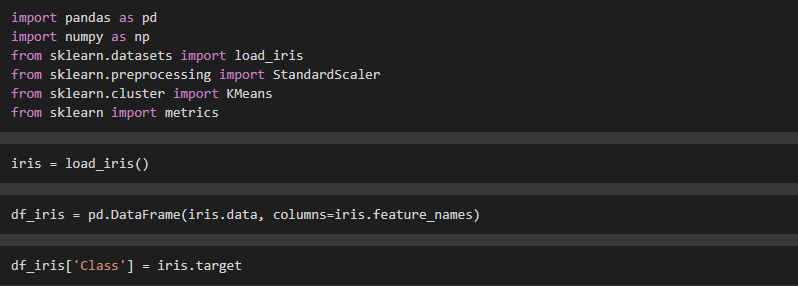 import pandas as pd
import numpy as np
from sklearn.datasets import load_iris
from sklearn.preprocessing import StandardScaler
from sklearn.cluster import KMeans
from sklearn import metrics
iris = load_iris()
df_iris = pd.DataFrame(iris.data, columns=iris.feature_names)
df_iris['Class'] = iris.target